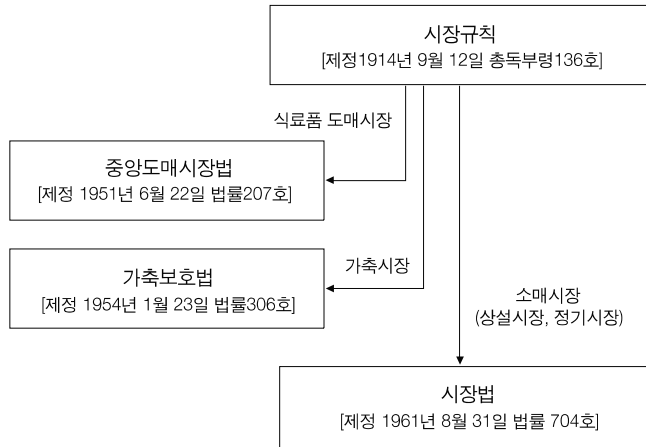 시장규칙
[제정1914년 9월 12일 총독부령136호]
식료품 도매시장
중앙도매시장법
[제정 1951년 6월 22일 법률207호]
가축시장
가축보호법
[제정 1954년 1월 23일 법률306호]
소매시장
(상설시장, 정기시장)
시장법
[제정 1961년 8월 31일 법률 704호]